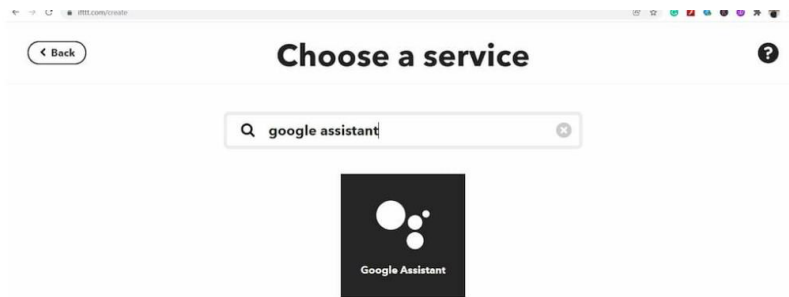 ifttt.com/create
Back
Choose a service
?
google assistant
Google Assistant